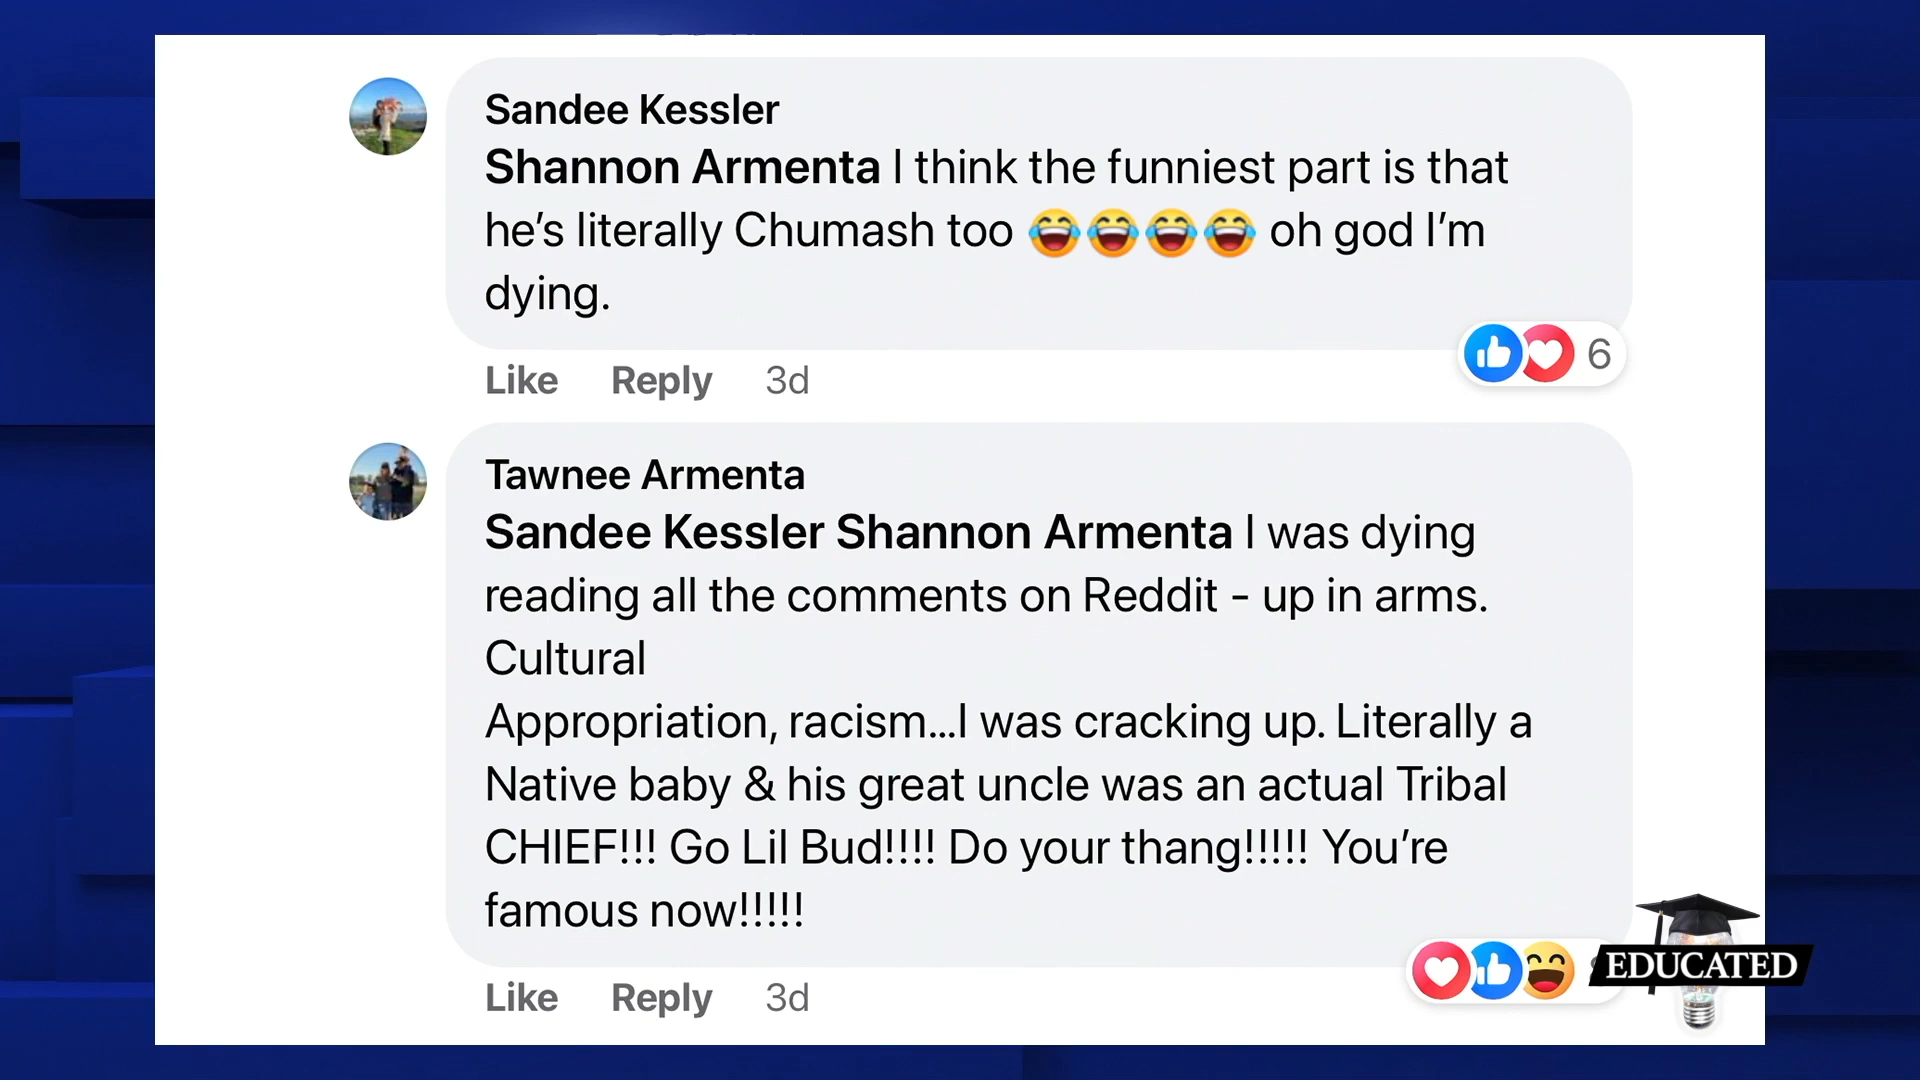 Sandee Kessler
Shannon Armenta I think the funniest part is that
he’s literally Chumash too 😂😂😂😂 oh god I’m
dying.
6
Like Reply 3d
Tawnee Armenta
Sandee Kessler Shannon Armenta I was dying
reading all the comments on Reddit - up in arms.
Cultural
Appropriation, racism...I was cracking up. Literally a
Native baby & his great uncle was an actual Tribal
CHIEF!!! Go Lil Bud!!!! Do your thang!!!!! You’re
famous now!!!!!
Like Reply 3d
EDUCATED